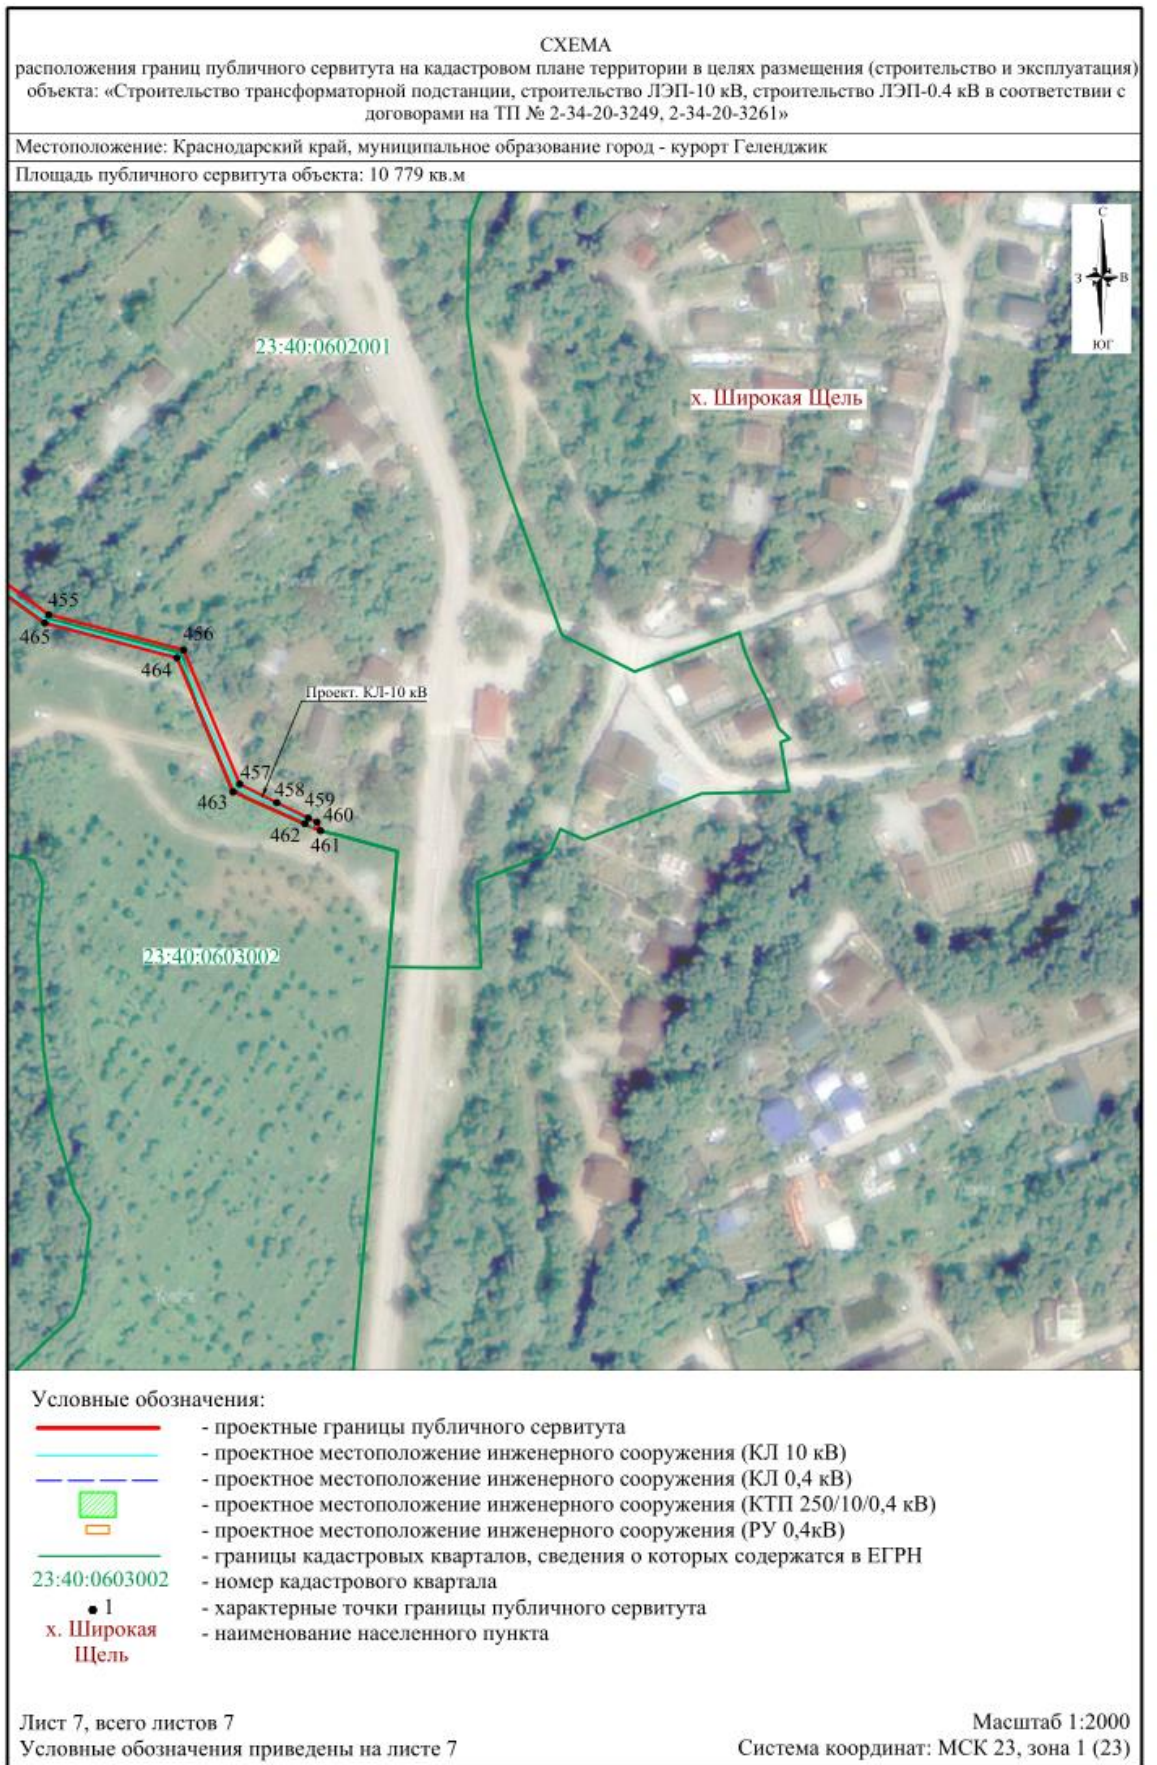 СХЕМА
расположения границ публичного сервитута на кадастровом плане территории в целях размещения (строительство и эксплуатация)
объекта: «Строительство трансформаторной подстанции, строительство ЛЭП-10 кВ, строительство ЛЭП-0.4 кВ в соответствии с
договорами на ТП № 2-34-20-3249, 2-34-20-3261»
Местоположение: Краснодарский край, муниципальное образование город - курорт Геленджик
Площадь публичного сервитута объекта: 10 779 кв.м
С
З В
ЮГ
23:40:0602001
х. Широкая Щель
455
465
456
464
Проект. КЛ-10 кВ
457
458
463
459
460
462
461
23:40:0603002
Условные обозначения:
- проектные границы публичного сервитута
- проектное местоположение инженерного сооружения (КЛ 10 кВ)
- проектное местоположение инженерного сооружения (КЛ 0,4 кВ)
- проектное местоположение инженерного сооружения (КТП 250/10/0,4 кВ)
- проектное местоположение инженерного сооружения (РУ 0,4кВ)
- границы кадастровых кварталов, сведения о которых содержатся в ЕГРН
23:40:0603002 - номер кадастрового квартала
1 - характерные точки границы публичного сервитута
х. Широкая - наименование населенного пункта
Щель
Лист 7, всего листов 7
Масштаб 1:2000
Условные обозначения приведены на листе 7
Система координат: МСК 23, зона 1 (23)